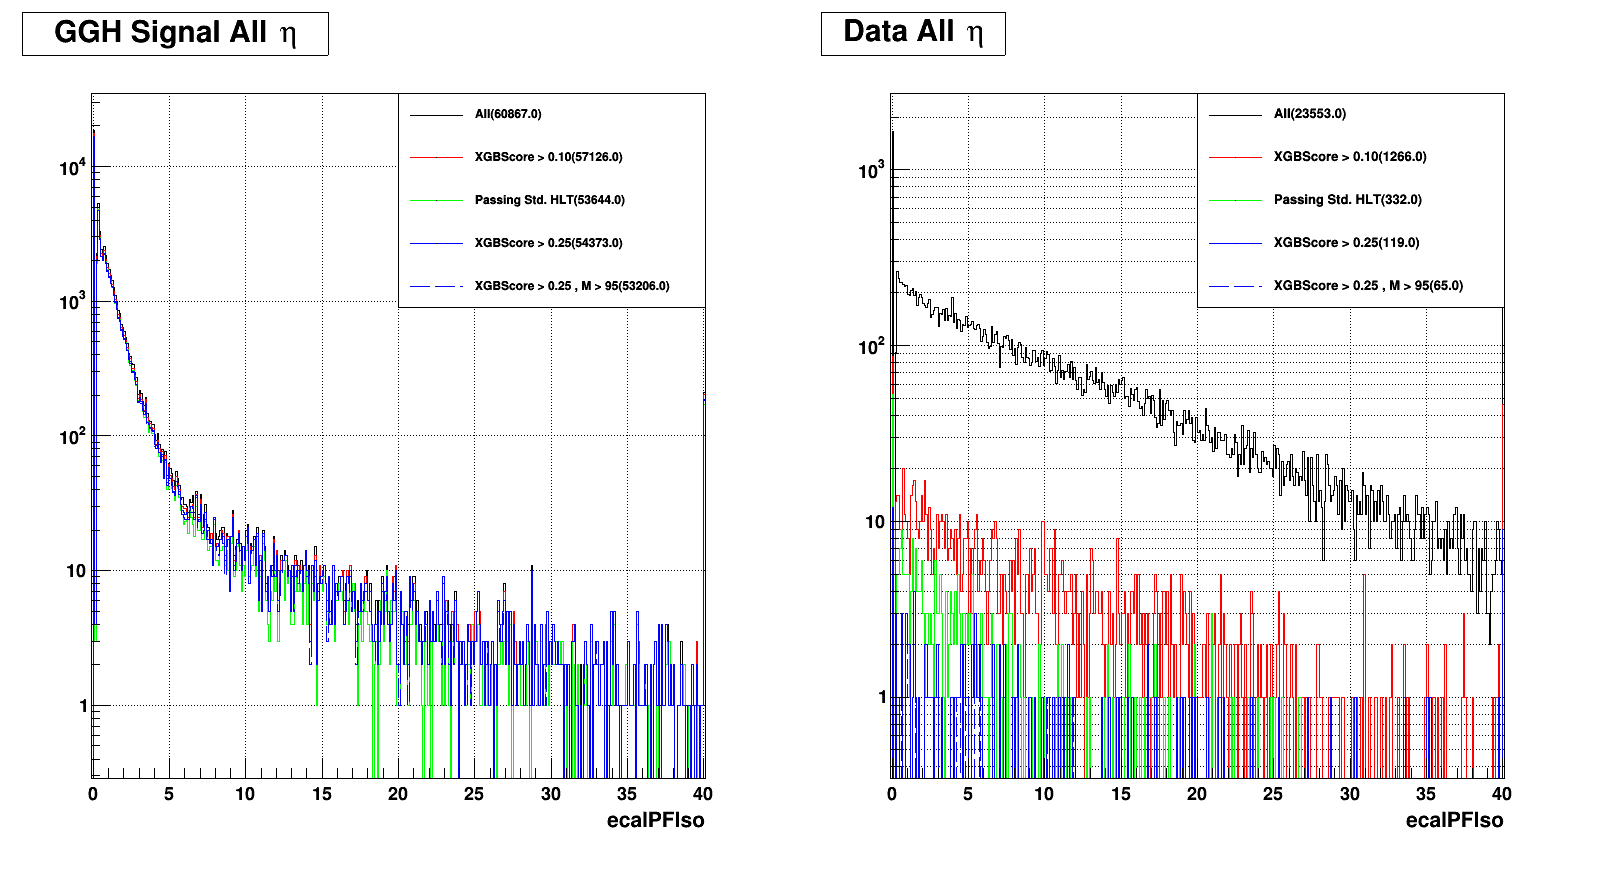 GGH Signal All η
All(60867.0)
XGBScore > 0.10(57126.0)
Passing Std. HLT(53644.0)
XGBScore > 0.25(54373.0)
XGBScore > 0.25 , M > 95(53206.0)
10⁴
10³
10²
10
1
0 5 10 15 20 25 30 35 40
ecalPFIso
Data All η
All(23553.0)
XGBScore > 0.10(1266.0)
Passing Std. HLT(332.0)
XGBScore > 0.25(119.0)
XGBScore > 0.25 , M > 95(65.0)
10³
10²
10
1
0 5 10 15 20 25 30 35 40
ecalPFIso